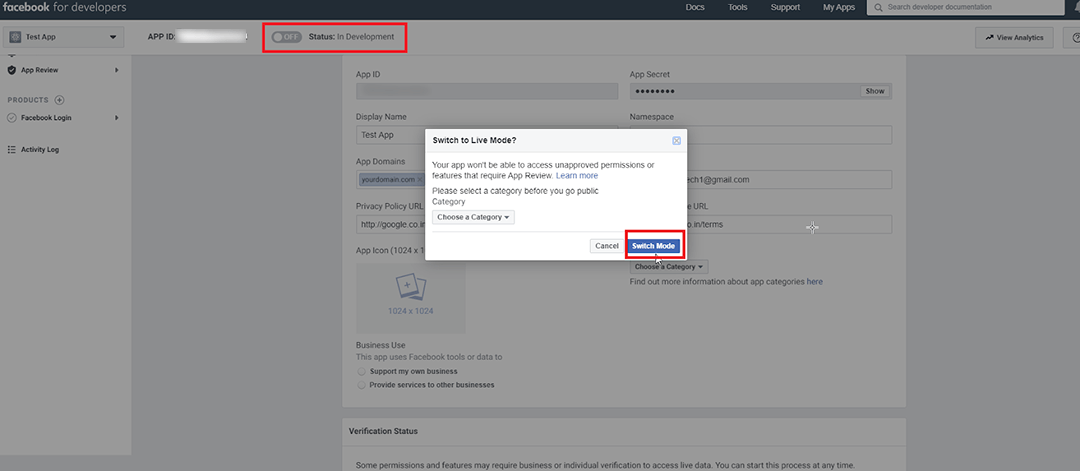 facebook for developers
Docs Tools Support My Apps Search developer documentation
Test App APP ID: OFF Status: In Development View Analytics
App Review
PRODUCTS
Facebook Login
Activity Log
App ID App Secret
•••••••• Show
Display Name Namespace
Test App
App Domains
yourdomain.com ech1@gmail.com
Privacy Policy URL URL
http://google.co.in co.in/terms
App Icon (1024 x 1
1024 x 1024
Choose a Category
Find out more information about app categories here
Switch to Live Mode?
Your app won't be able to access unapproved permissions or
features that require App Review. Learn more
Please select a category before you go public
Category
Choose a Category
Cancel Switch Mode
Business Use
This app uses Facebook tools or data to
Support my own business
Provide services to other businesses
Verification Status
Some permissions and features may require business or individual verification to access live data. You can start this process at any time.